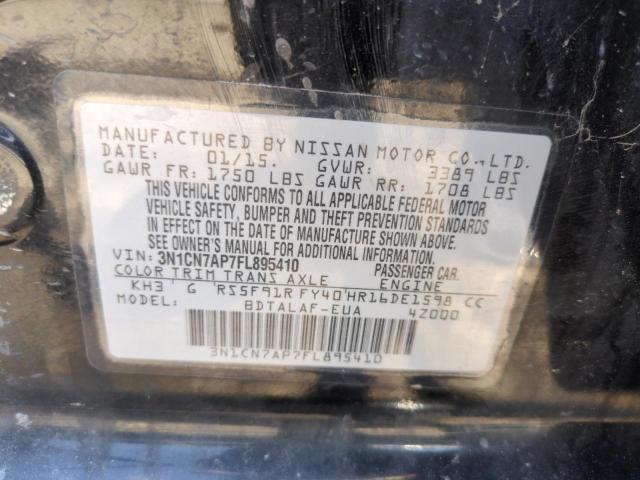 MANUFACTURED BY NISSAN MOTOR CO.,LTD.
DATE: 01/15. GVWR: 3389 LBS
GAWR FR: 1750 LBS GAWR RR: 1708 LBS
THIS VEHICLE CONFORMS TO ALL APPLICABLE FEDERAL MOTOR
VEHICLE SAFETY, BUMPER AND THEFT PREVENTION STANDARDS
IN EFFECT ON THE DATE OF MANUFACTURE SHOWN ABOVE.
SEE OWNER'S MANUAL FOR ADDITIONAL INFORMATION.
VIN: 3N1CN7AP7FL895410 PASSENGER CAR.
COLOR TRIM TRANS AXLE ENGINE
KH3 G RS5F91R FY40 HR16DE1598 CC
MODEL: BDTALAF-EUA 4Z000
3N1CN7AP7FL895410